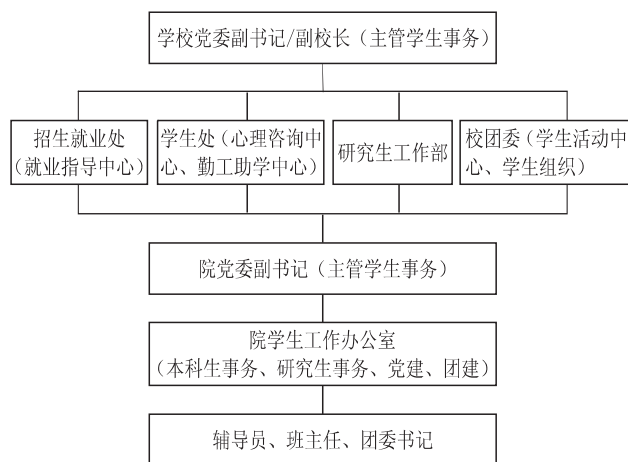 学校党委副书记/副校长（主管学生事务）
招生就业处
（就业指导中心）
学生处（心理咨询中
心、勤工助学中心）
研究生工作部
校团委（学生活动中
心、学生组织）
院党委副书记（主管学生事务）
院学生工作办公室
（本科生事务、研究生事务、党建、团建）
辅导员、班主任、团委书记